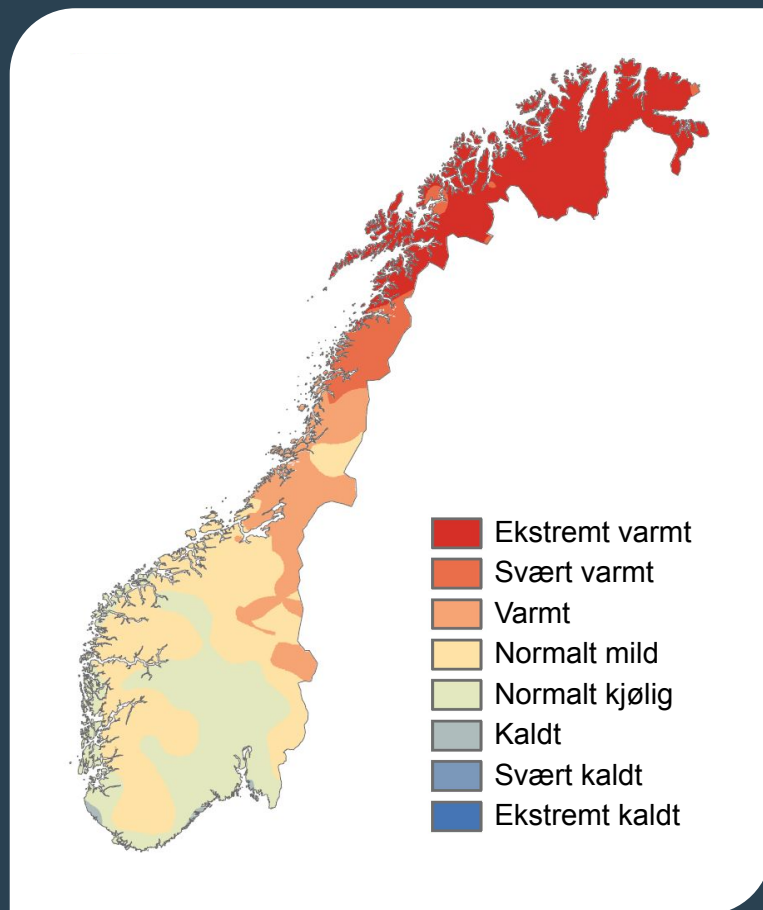 Ekstremt varmt
Svært varmt
Varmt
Normalt mild
Normalt kjølig
Kaldt
Svært kaldt
Ekstremt kaldt